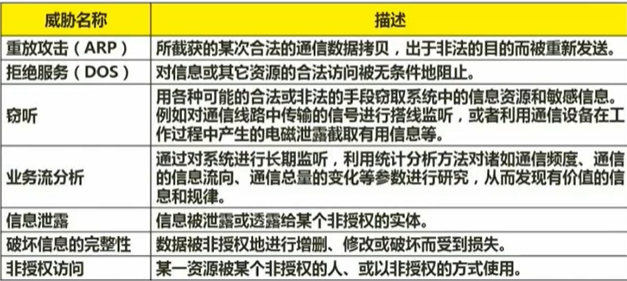 威胁名称 描述
重放攻击（ARP） 所截获的某次合法的通信数据拷贝，出于非法的目的而被重新发送。
拒绝服务（DOS） 对信息或其它资源的合法访问被无条件地阻止。
窃听 用各种可能的合法或非法的手段窃取系统中的信息资源和敏感信息。
例如对通信线路中传输的信号进行搭线监听，或者利用通信设备在工
作过程中产生的电磁泄露截取有用信息等。
业务流分析 通过对系统进行长期监听，利用统计分析方法对诸如通信频度、通信
的信息流向、通信总量的变化等参数进行研究，从而发现有价值的信
息和规律。
信息泄露 信息被泄露或透露给某个非授权的实体。
破坏信息的完整性 数据被非授权地进行增删、修改或破坏而受到损失。
非授权访问 某一资源被某个非授权的人、或以非授权的方式使用。